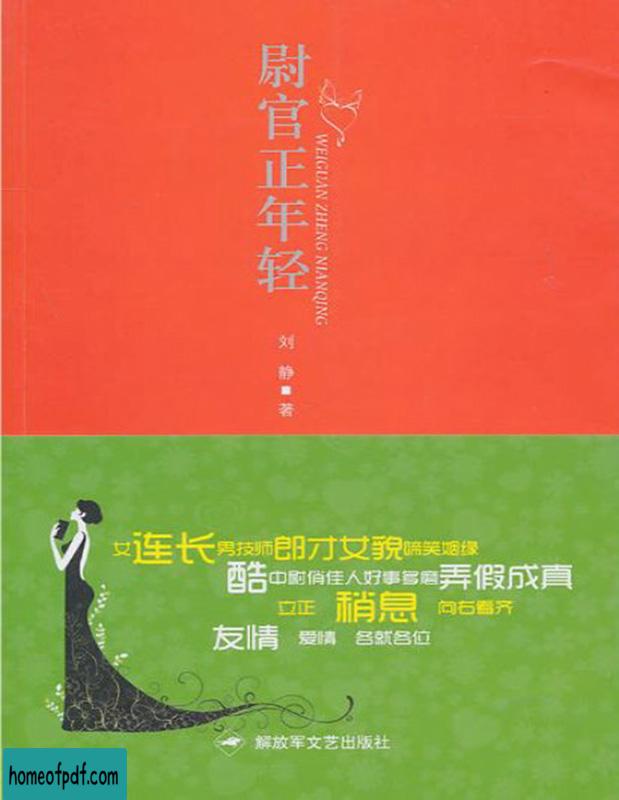 尉官正年轻
WEIGUAN ZHENG NIANQING
刘 静 ■ 著
女连长男技师郎才女貌啼笑姻缘
酷中尉俏佳人好事多磨弄假成真
立正 稍息 向右看齐
友情 爱情 各就各位
解放军文艺出版社
homeofpdf.com